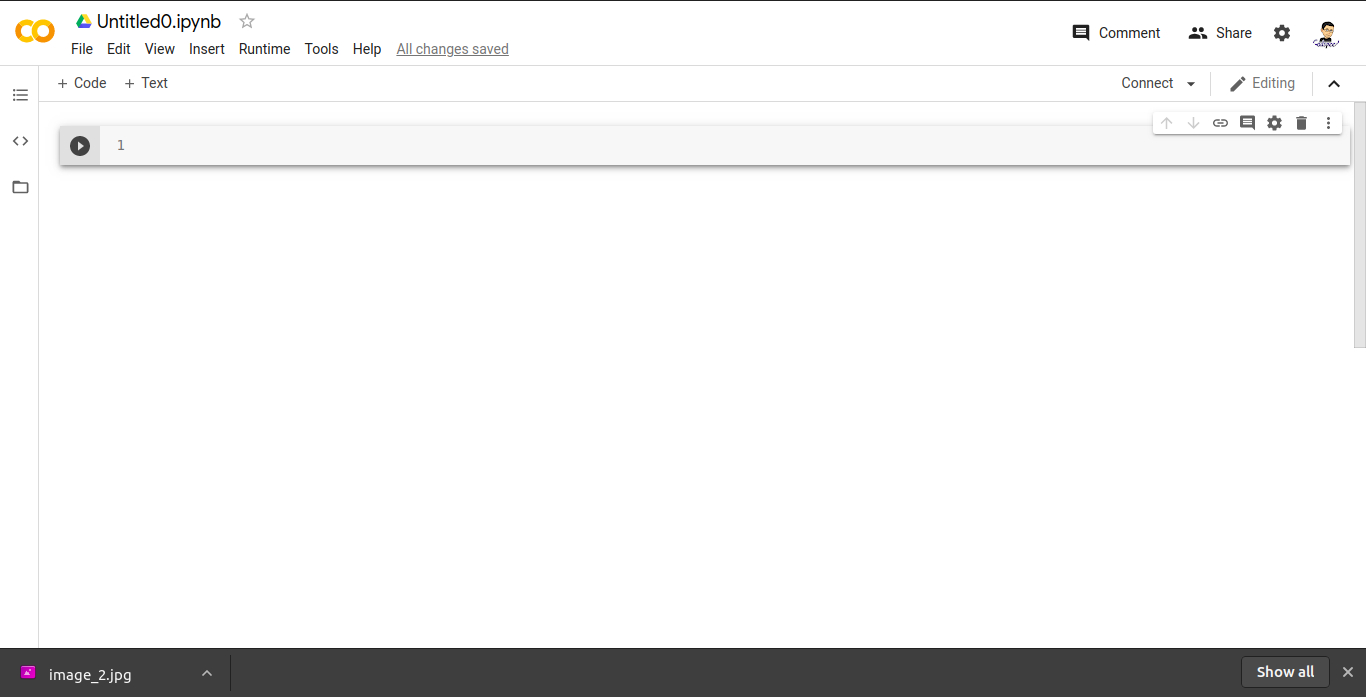 Untitled0.ipynb
File Edit View Insert Runtime Tools Help All changes saved
Comment Share
+ Code + Text
Connect Editing
1
image_2.jpg
Show all